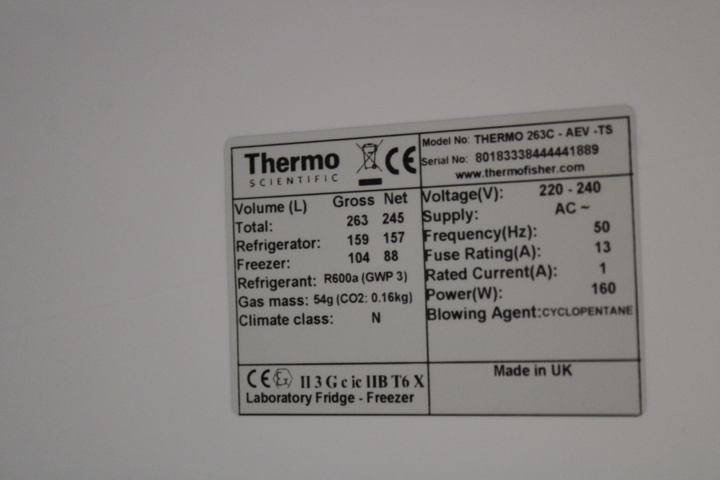 Thermo
SCIENTIFIC
CE
Model No: THERMO 263C - AEV -TS
Serial No: 80183338444441889
www.thermofisher.com
Volume (L) Gross Net
Total: 263 245
Refrigerator: 159 157
Freezer: 104 88
Refrigerant: R600a (GWP 3)
Gas mass: 54g (CO2: 0.16kg)
Climate class: N
Voltage(V): 220 - 240
Supply: AC ~
Frequency(Hz): 50
Fuse Rating(A): 13
Rated Current(A): 1
Power(W): 160
Blowing Agent:CYCLOPENTANE
CE Ex II 3 G c ic IIB T6 X
Laboratory Fridge - Freezer
Made in UK